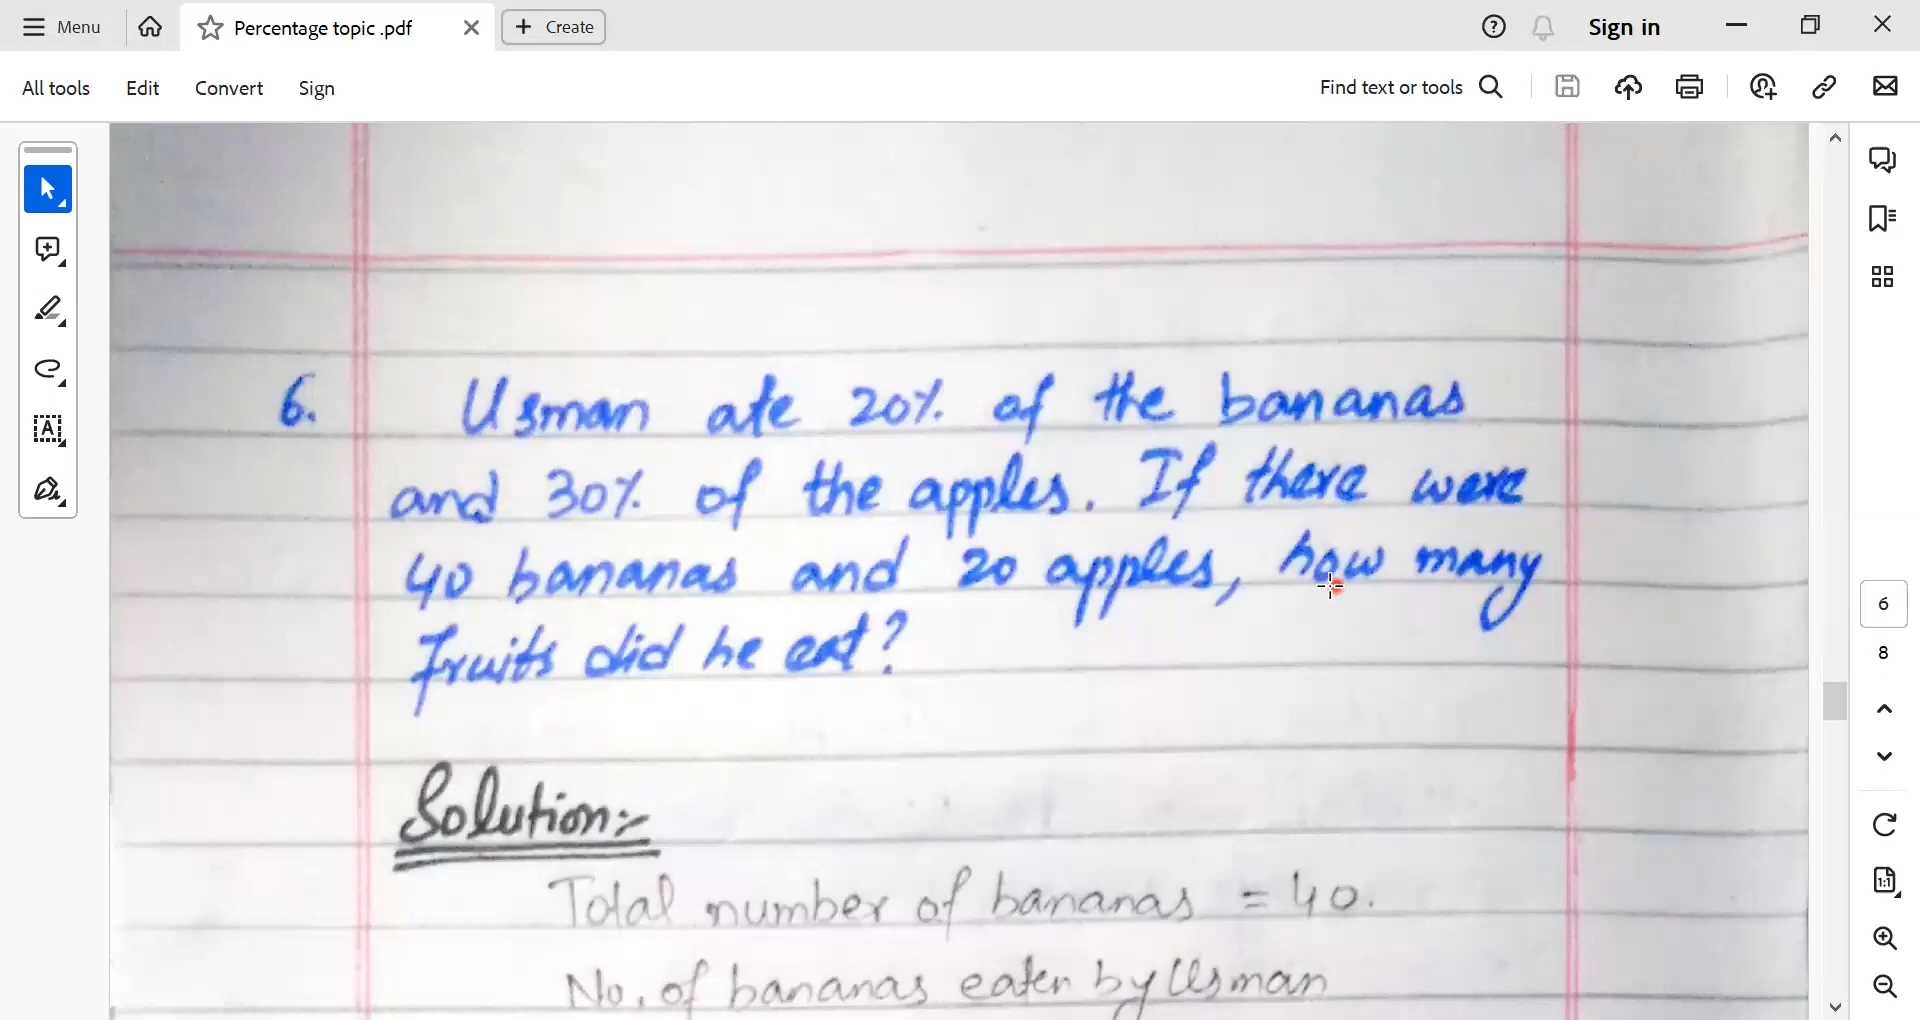 Menu
Percentage topic .pdf
Create
Sign in
All tools Edit Convert Sign
Find text or tools
6. Usman ate 20% of the bananas
and 30% of the apples. If there were
40 bananas and 20 apples, how many
fruits did he eat?
Solution:-
Total number of bananas = 40.
No. of bananas eaten by Usman
6
8
1:1